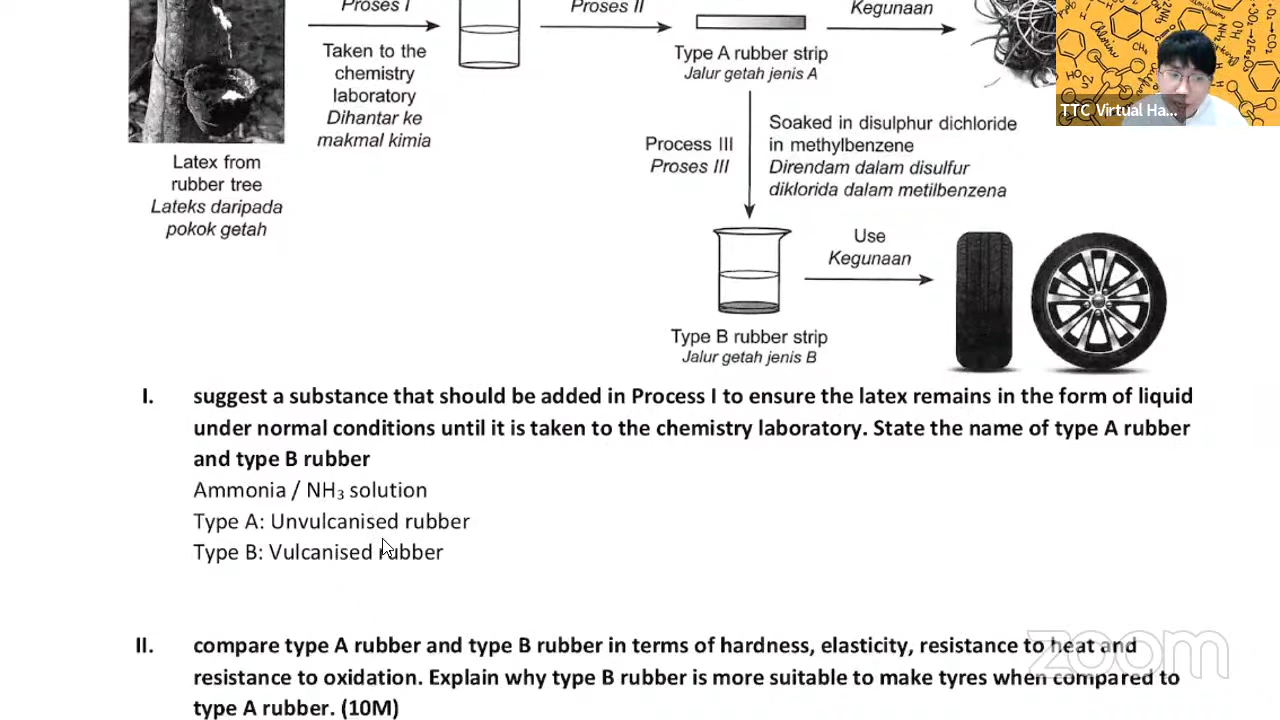 Proses I
Proses II
Kegunaan
Taken to the
chemistry
laboratory
Dihantar ke
makmal kimia
Type A rubber strip
Jalur getah jenis A
TTC Virtual Ha...
Latex from
rubber tree
Lateks daripada
pokok getah
Process III
Proses III
Soaked in disulphur dichloride
in methylbenzene
Direndam dalam disulfur
diklorida dalam metilbenzena
Use
Kegunaan
Type B rubber strip
Jalur getah jenis B
I. suggest a substance that should be added in Process I to ensure the latex remains in the form of liquid
under normal conditions until it is taken to the chemistry laboratory. State the name of type A rubber
and type B rubber
Ammonia / NH₃ solution
Type A: Unvulcanised rubber
Type B: Vulcanised rubber
II. compare type A rubber and type B rubber in terms of hardness, elasticity, resistance to heat and
resistance to oxidation. Explain why type B rubber is more suitable to make tyres when compared to
type A rubber. (10M)
zoom